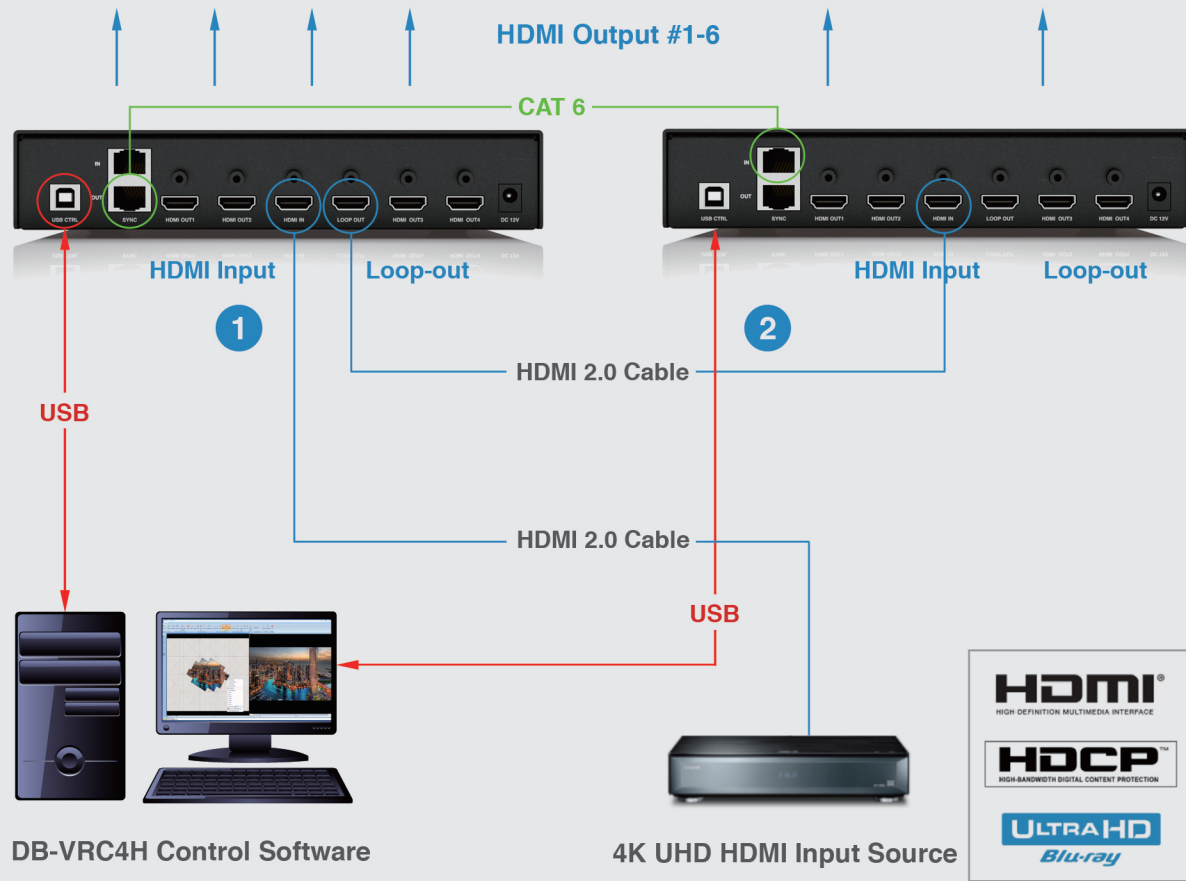 HDMI Output #1-6
CAT 6
IN
OUT
USB CTRL
SYNC
HDMI OUT1
HDMI OUT2
HDMI IN
LOOP OUT
HDMI OUT3
HDMI OUT4
DC 12V
IN
OUT
USB CTRL
SYNC
HDMI OUT1
HDMI OUT2
HDMI IN
LOOP OUT
HDMI OUT3
HDMI OUT4
DC 12V
HDMI Input
Loop-out
HDMI Input
Loop-out
1
2
HDMI 2.0 Cable
USB
HDMI 2.0 Cable
USB
HDMI®
HIGH-DEFINITION MULTIMEDIA INTERFACE
HDCP™
HIGH-BANDWIDTH DIGITAL CONTENT PROTECTION
ULTRA HD
Blu-ray
DB-VRC4H Control Software
4K UHD HDMI Input Source